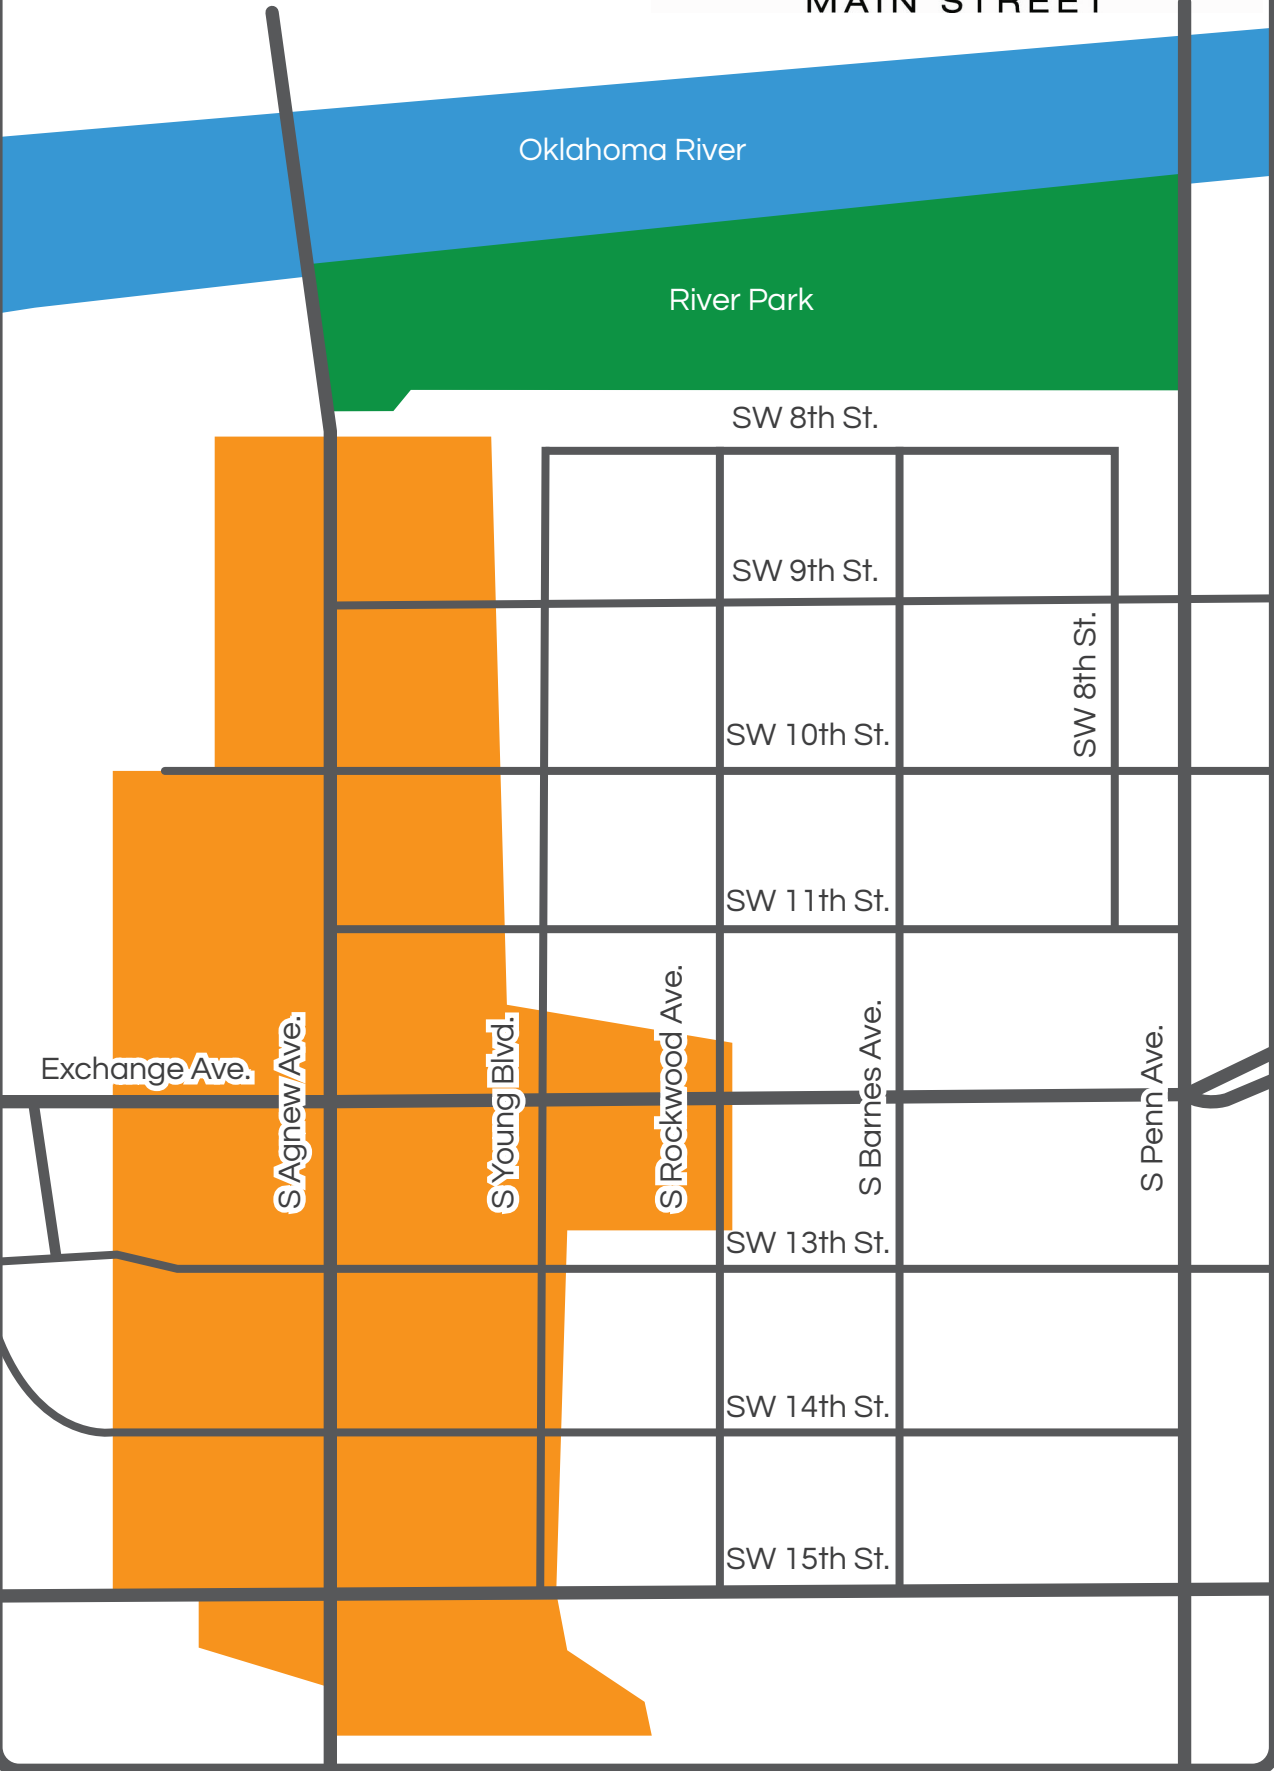 MAIN STREET
Oklahoma River
River Park
SW 8th St.
SW 9th St.
SW 8th St.
SW 10th St.
SW 11th St.
Exchange Ave.
S Agnew Ave.
S Young Blvd.
S Rockwood Ave.
S Barnes Ave.
S Penn Ave.
SW 13th St.
SW 14th St.
SW 15th St.